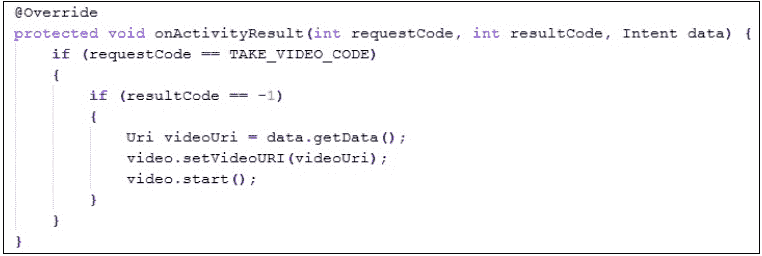 @Override
protected void onActivityResult(int requestCode, int resultCode, Intent data) {
    if (requestCode == TAKE_VIDEO_CODE)
    {
        if (resultCode == -1)
        {
            Uri videoUri = data.getData();
            video.setVideoURI(videoUri);
            video.start();
        }
    }
}